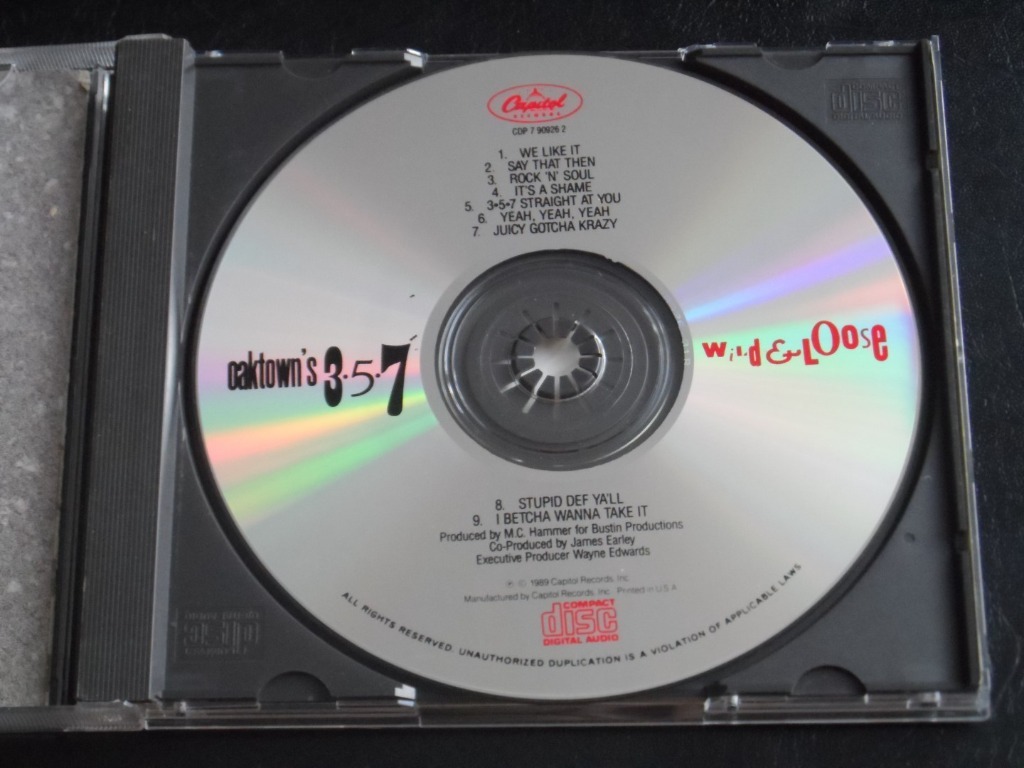 Capitol
RECORDS
CDP 7 90926 2
1. WE LIKE IT
2. SAY THAT THEN
3. ROCK 'N' SOUL
4. IT'S A SHAME
5. 3•5•7 STRAIGHT AT YOU
6. YEAH, YEAH, YEAH
7. JUICY GOTCHA KRAZY
oaktown's 3·5·7
wild & Loose
8. STUPID DEF YA'LL
9. I BETCHA WANNA TAKE IT
Produced by M.C. Hammer for Bustin Productions
Co-Produced by James Earley
Executive Producer Wayne Edwards
℗ © 1989 Capitol Records, Inc.
Manufactured by Capitol Records, Inc. Printed in U.S.A.
COMPACT
disc
DIGITAL AUDIO
ALL RIGHTS RESERVED. UNAUTHORIZED DUPLICATION IS A VIOLATION OF APPLICABLE LAWS
disc
disc